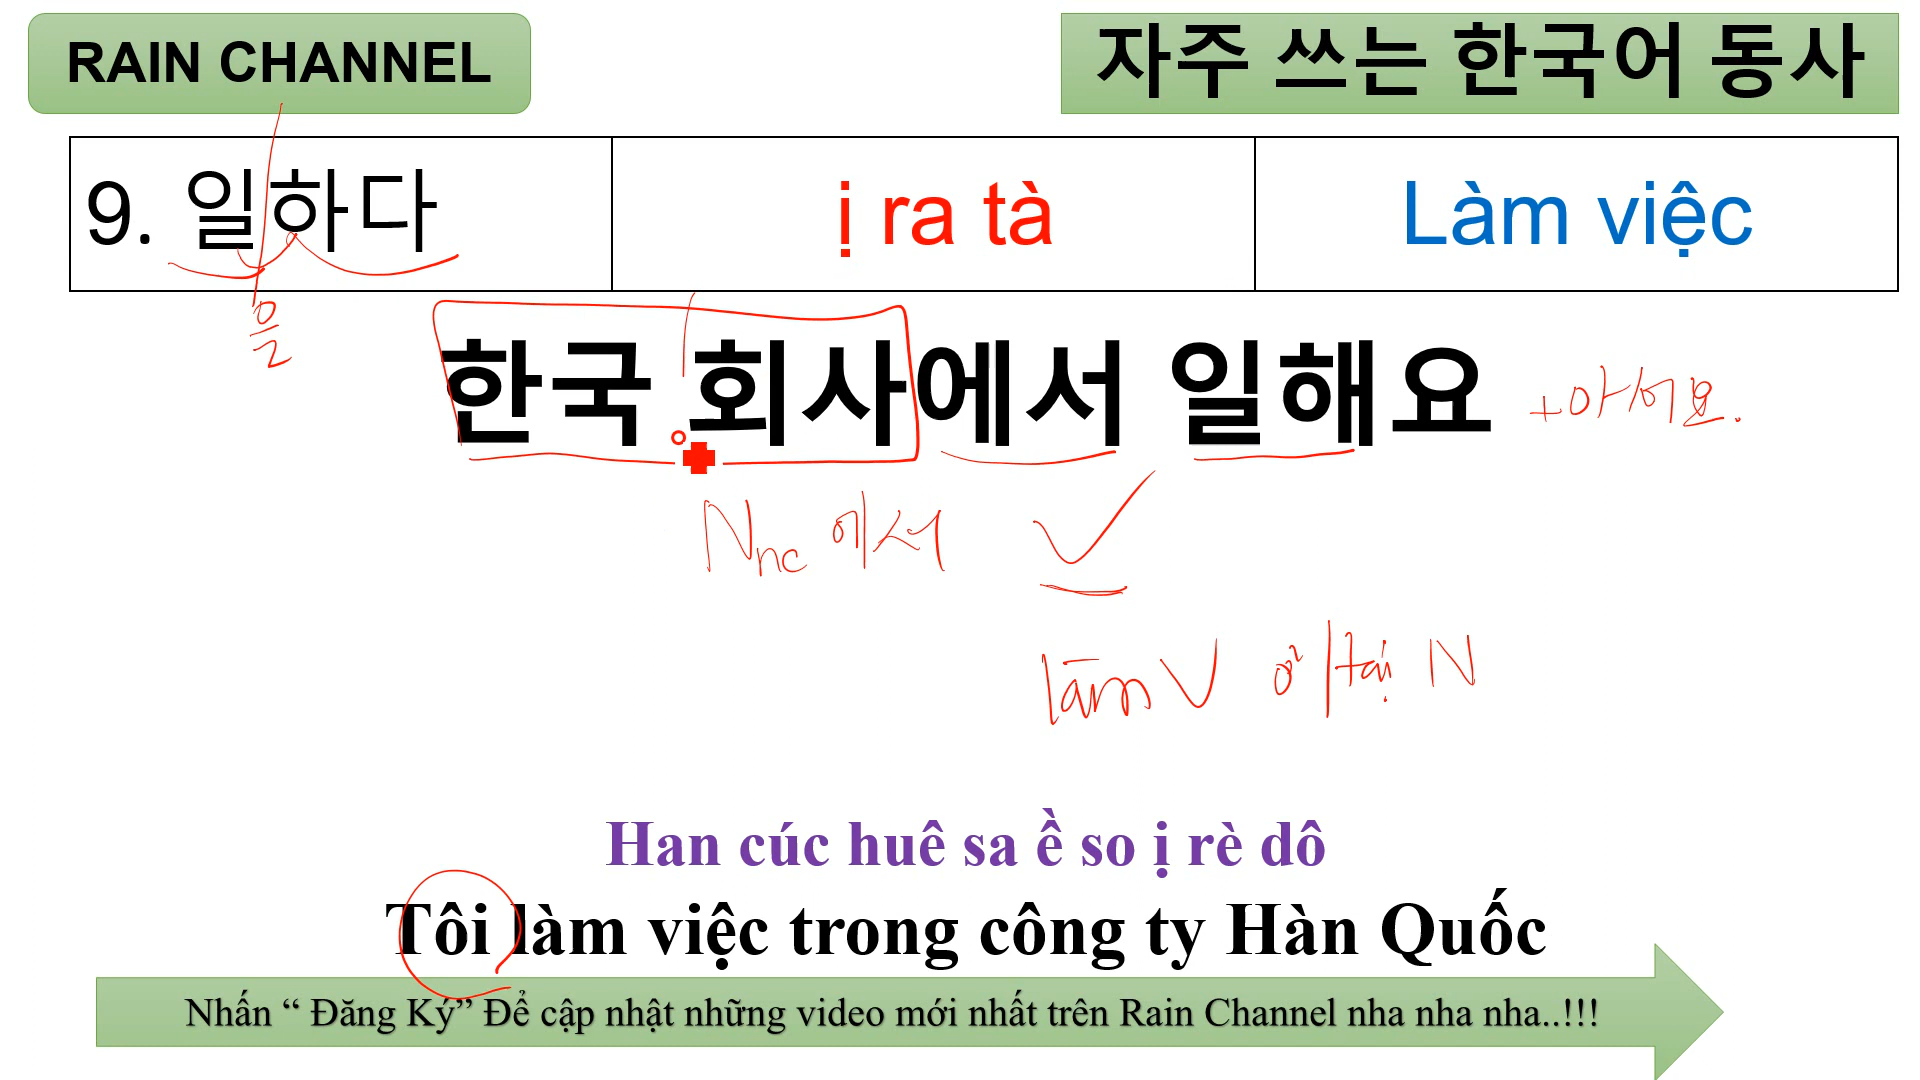 RAIN CHANNEL
자주 쓰는 한국어 동사
9. 일하다
ị ra tà
Làm việc
을
한국 회사에서 일해요
+아/어요.
Nnc 에서 V
làm V ở/tại N
Han cúc huê sa ề so ị rè dô
Tôi làm việc trong công ty Hàn Quốc
Nhấn “ Đăng Ký” Để cập nhật những video mới nhất trên Rain Channel nha nha nha..!!!